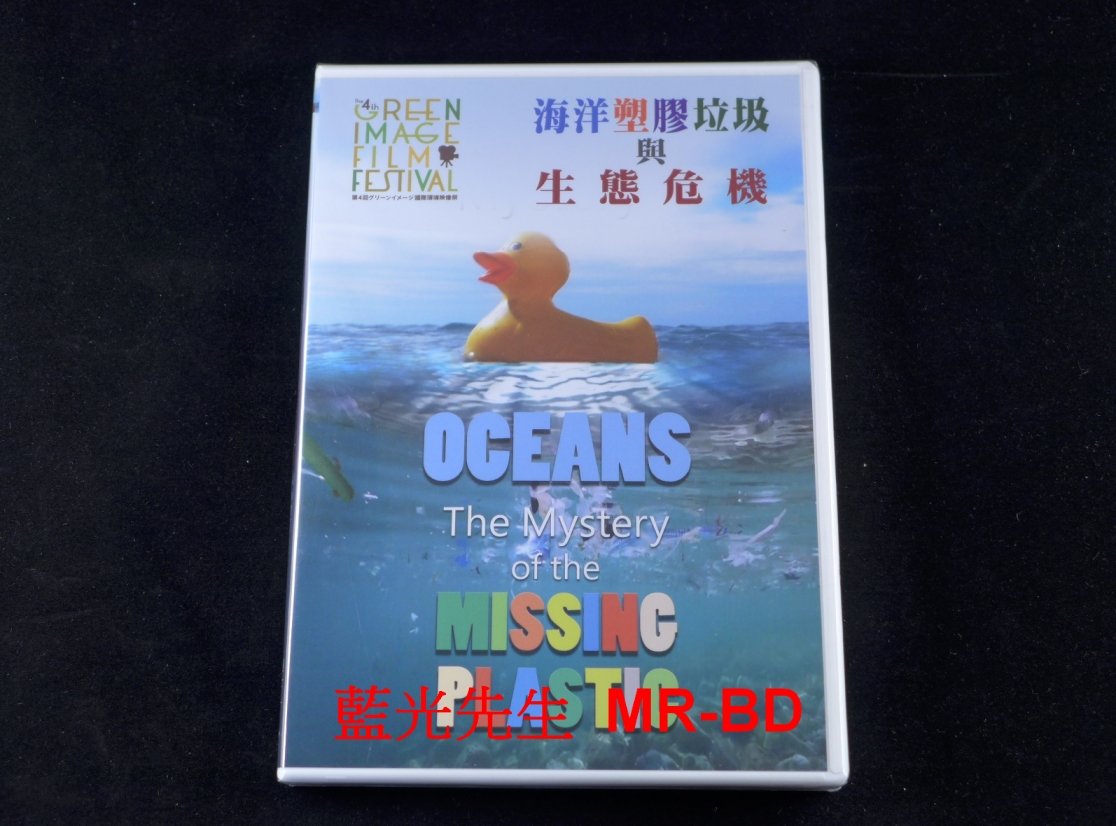 The 4th
GREEN
IMAGE
FILM
FESTIVAL
第4回グリーンイメージ国際環境映像祭
海洋塑膠垃圾
與
生態危機
OCEANS
The Mystery
of the
MISSING
PLASTIC
藍光先生 MR-BD